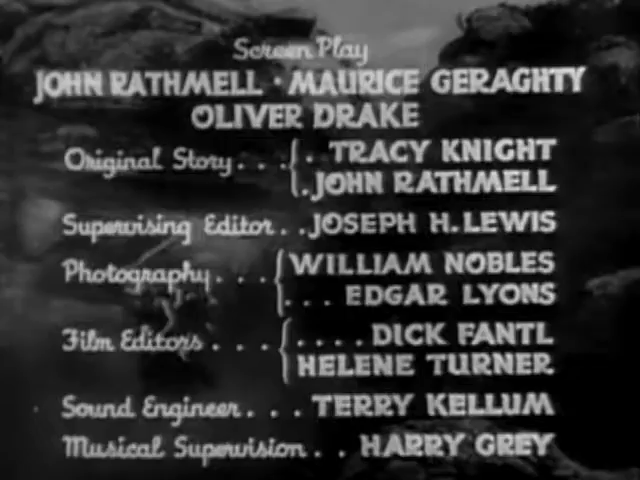 Screen Play
JOHN RATHMELL · MAURICE GERAGHTY
OLIVER DRAKE
Original Story . . . { . TRACY KNIGHT
. JOHN RATHMELL
Supervising Editor . . JOSEPH H. LEWIS
Photography . . . { WILLIAM NOBLES
. . . EDGAR LYONS
Film Editors . . . { . . . . DICK FANTL
HELENE TURNER
Sound Engineer . . . TERRY KELLUM
Musical Supervision . . HARRY GREY